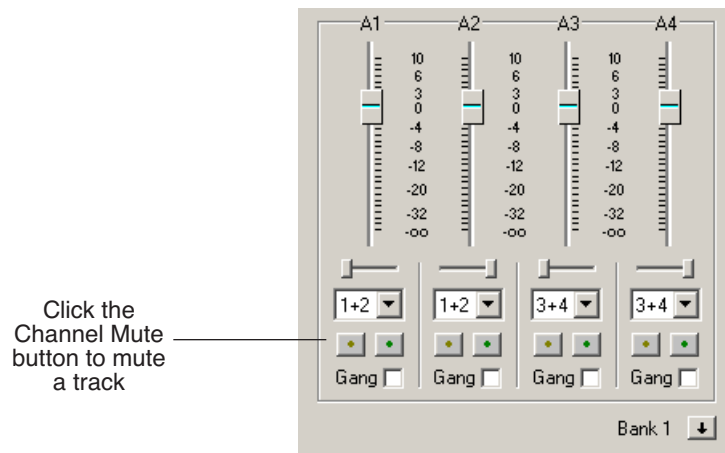 A1 A2 A3 A4
10 10 10
6 6 6
3 3 3
0 0 0
-4 -4 -4
-8 -8 -8
-12 -12 -12
-20 -20 -20
-32 -32 -32
-oo -oo -oo
1+2 1+2 3+4 3+4
Click the
Channel Mute
button to mute
a track
Gang Gang Gang Gang
Bank 1